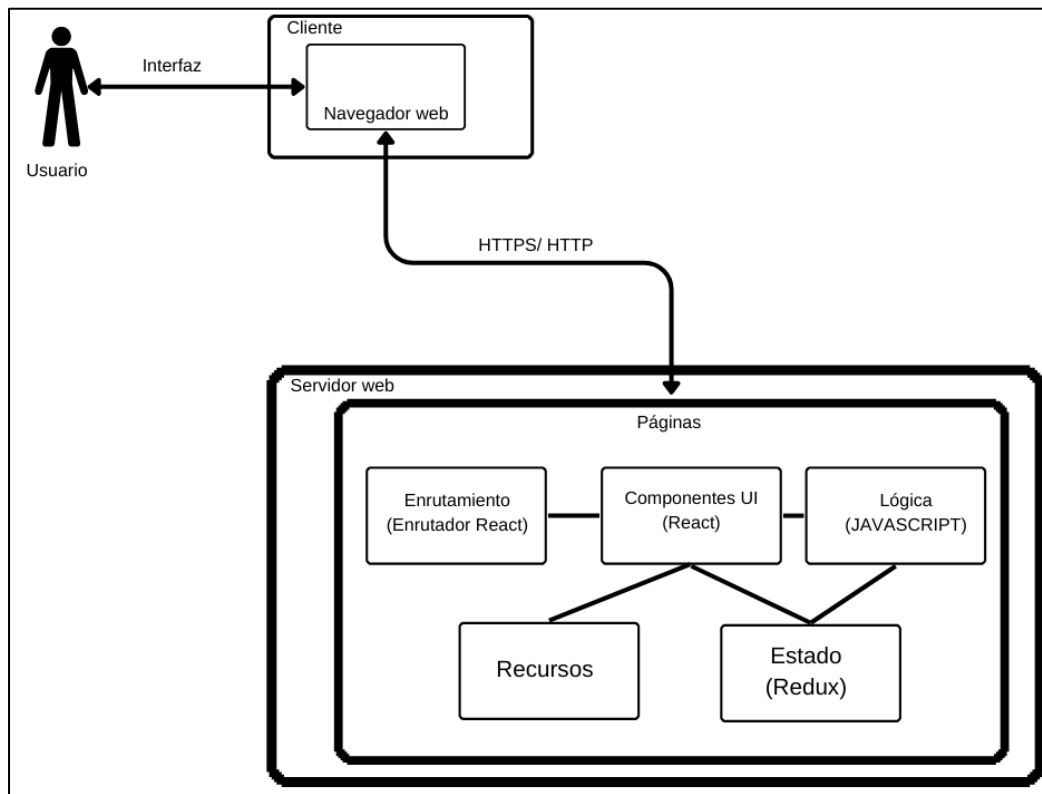 Cliente
Interfaz
Navegador web
Usuario
HTTPS/ HTTP
Servidor web
Páginas
Enrutamiento
(Enrutador React)
Componentes UI
(React)
Lógica
(JAVASCRIPT)
Recursos
Estado
(Redux)